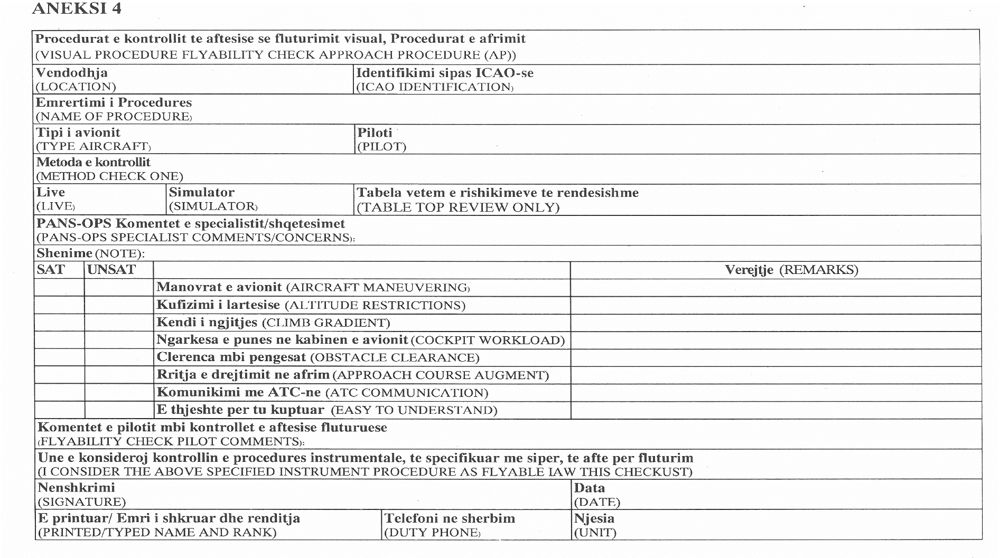 ANEKSI 4
Procedurat e kontrollit te aftesise se fluturimit visual, Procedurat e afrimit
(VISUAL PROCEDURE FLYABILITY CHECK APPROACH PROCEDURE (AP))
Vendodhja
(LOCATION)
Identifikimi sipas ICAO-se
(ICAO IDENTIFICATION)
Emrertimi i Procedures
(NAME OF PROCEDURE)
Tipi i avionit
(TYPE AIRCRAFT)
Piloti
(PILOT)
Metoda e kontrollit
(METHOD CHECK ONE)
Live
(LIVE)
Simulator
(SIMULATOR)
Tabela vetem e rishikimeve te rendesishme
(TABLE TOP REVIEW ONLY)
PANS-OPS Komentet e specialistit/shqetesimet
(PANS-OPS SPECIALIST COMMENTS/CONCERNS):
Shenime (NOTE):
SAT UNSAT Verejtje (REMARKS)
Manovrat e avionit (AIRCRAFT MANEUVERING)
Kufizimi i lartesise (ALTITUDE RESTRICTIONS)
Kendi i ngjitjes (CLIMB GRADIENT)
Ngarkesa e punes ne kabinen e avionit (COCKPIT WORKLOAD)
Clerenca mbi pengesat (OBSTACLE CLEARANCE)
Rritja e drejtimit ne afrim (APPROACH COURSE AUGMENT)
Komunikimi me ATC-ne (ATC COMMUNICATION)
E thjeshte per tu kuptuar (EASY TO UNDERSTAND)
Komentet e pilotit mbi kontrollet e aftesise fluturuese
(FLYABILITY CHECK PILOT COMMENTS):
Une e konsideroj kontrollin e procedures instrumentale, te specifikuar me siper, te afte per fluturim
(I CONSIDER THE ABOVE SPECIFIED INSTRUMENT PROCEDURE AS FLYABLE IAW THIS CHECKUST)
Nenshkrimi
(SIGNATURE)
Data
(DATE)
E printuar/ Emri i shkruar dhe renditja
(PRINTED/TYPED NAME AND RANK)
Telefoni ne sherbim
(DUTY PHONE)
Njesia
(UNIT)